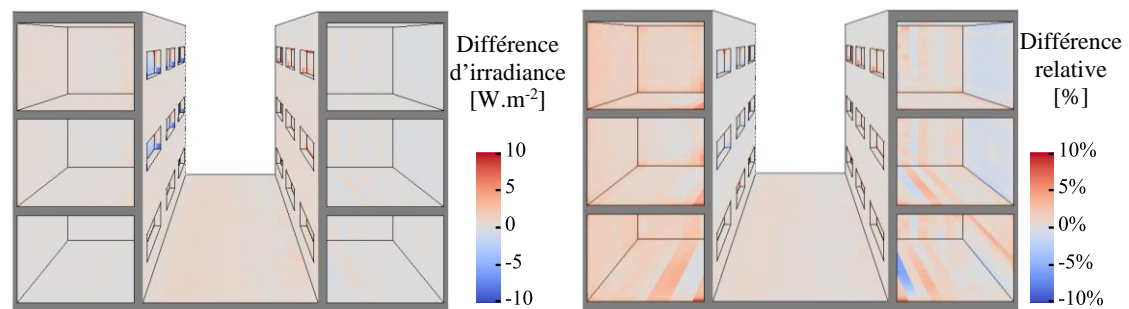 Différence
d’irradiance
[W.m-2]
10
5
0
-5
-10
Différence
relative
[%]
10%
5%
0%
-5%
-10%